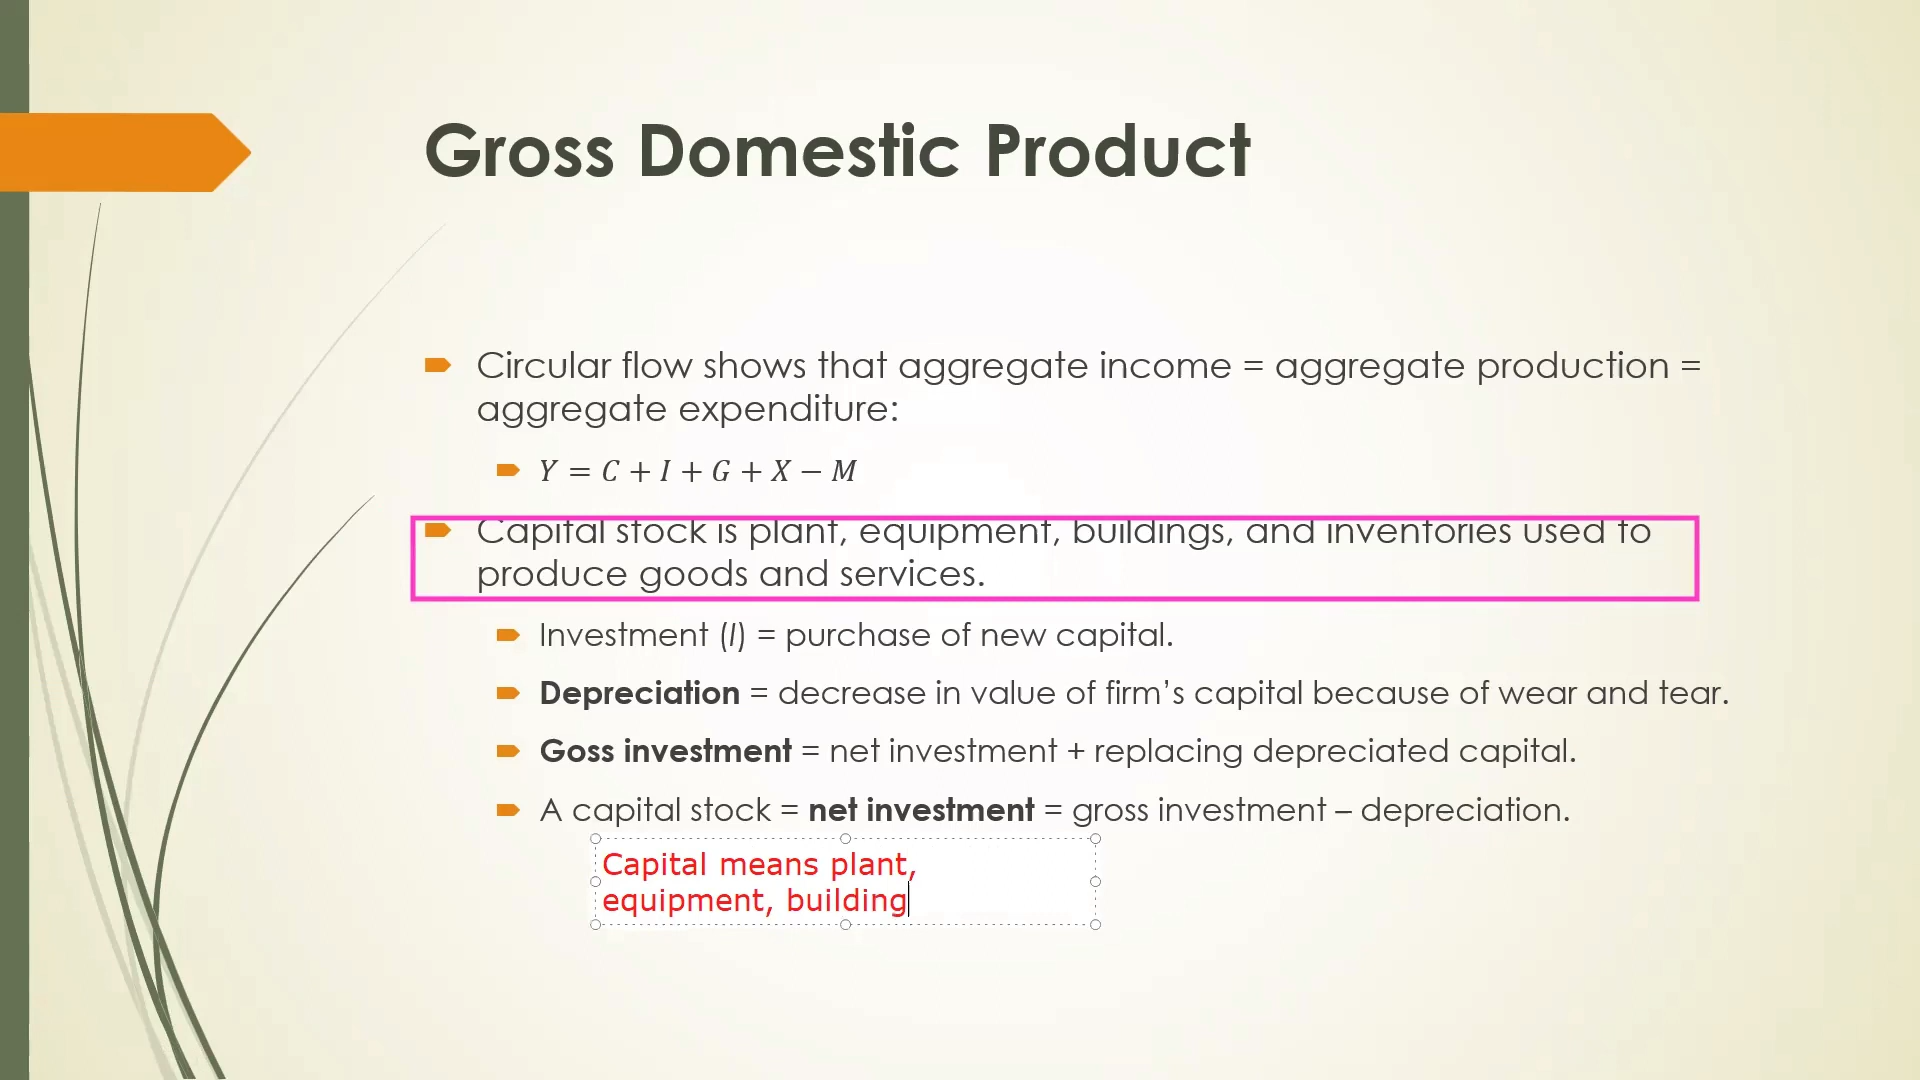 Gross Domestic Product
Circular flow shows that aggregate income = aggregate production =
aggregate expenditure:
Y = C + I + G + X − M
Capital stock is plant, equipment, buildings, and inventories used to
produce goods and services.
Investment (I) = purchase of new capital.
Depreciation = decrease in value of firm’s capital because of wear and tear.
Goss investment = net investment + replacing depreciated capital.
A capital stock = net investment = gross investment – depreciation.
Capital means plant,
equipment, building